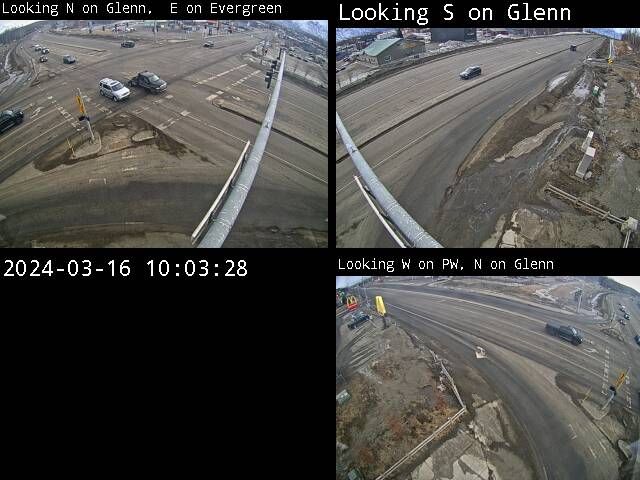 Looking N on Glenn, E on Evergreen
Looking S on Glenn
2024-03-16 10:03:28
Looking W on PW, N on Glenn